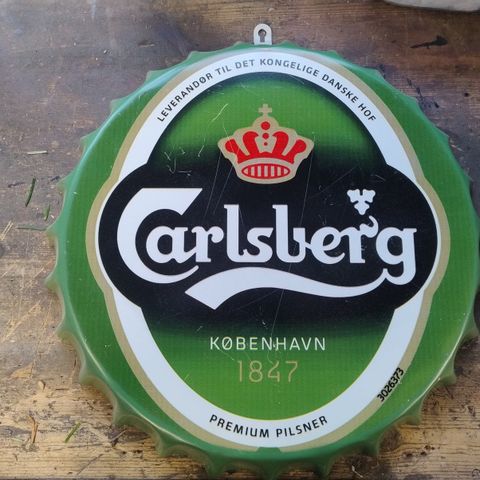 LEVERANDØR TIL DET KONGELIGE DANSKE HOF
Carlsberg
KØBENHAVN
1847
PREMIUM PILSNER
3026373